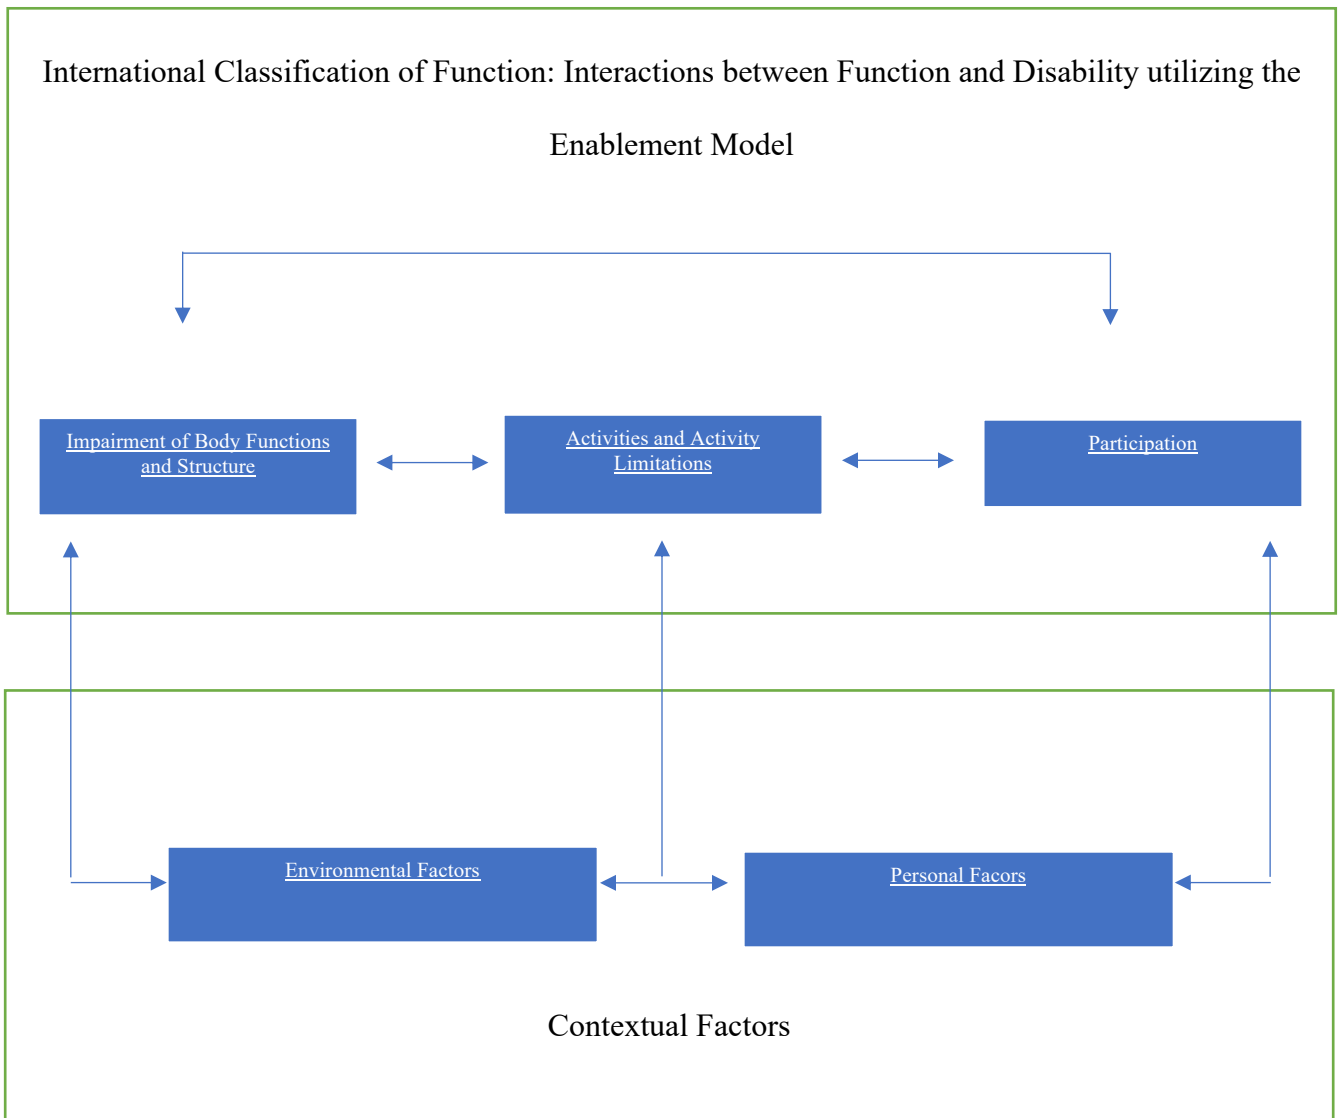 International Classification of Function: Interactions between Function and Disability utilizing the
Enablement Model
Impairment of Body Functions
and Structure
Activities and Activity
Limitations
Participation
Environmental Factors
Personal Facors
Contextual Factors